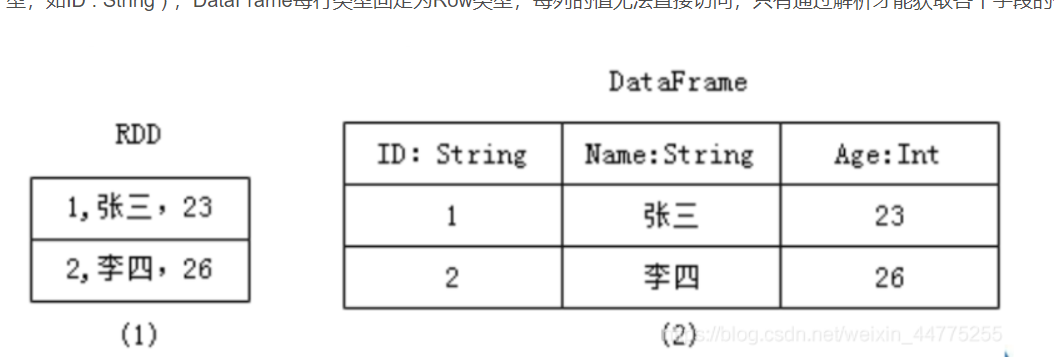 型，如ID : String），DataFrame每行类型固定为Row类型，每列的值无法直接访问，只有通过解析才能获取各个字段的
DataFrame
RDD
ID: String Name:String Age:Int
1,张三，23
1 张三 23
2,李四，26
2 李四 26
(1)
(2)
https://blog.csdn.net/weixin_44775255